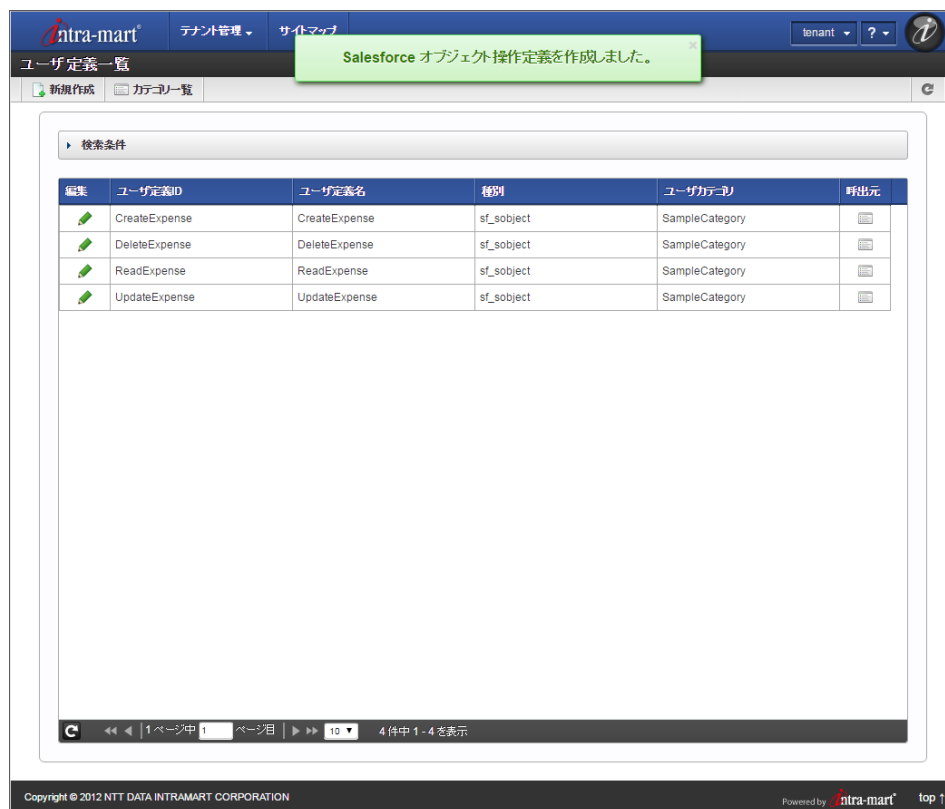 intra-mart® テナント管理 サイトマップ tenant ?
Salesforce オブジェクト操作定義を作成しました。 ×
ユーザ定義一覧
新規作成 カテゴリ一覧
検索条件
編集 ユーザ定義ID ユーザ定義名 種別 ユーザカテゴリ 呼出元
CreateExpense CreateExpense sf_sobject SampleCategory
DeleteExpense DeleteExpense sf_sobject SampleCategory
ReadExpense ReadExpense sf_sobject SampleCategory
UpdateExpense UpdateExpense sf_sobject SampleCategory
1 ページ中 1 ページ目 10 4 件中 1 - 4 を表示
Copyright © 2012 NTT DATA INTRAMART CORPORATION Powered by intra-mart® top ↑